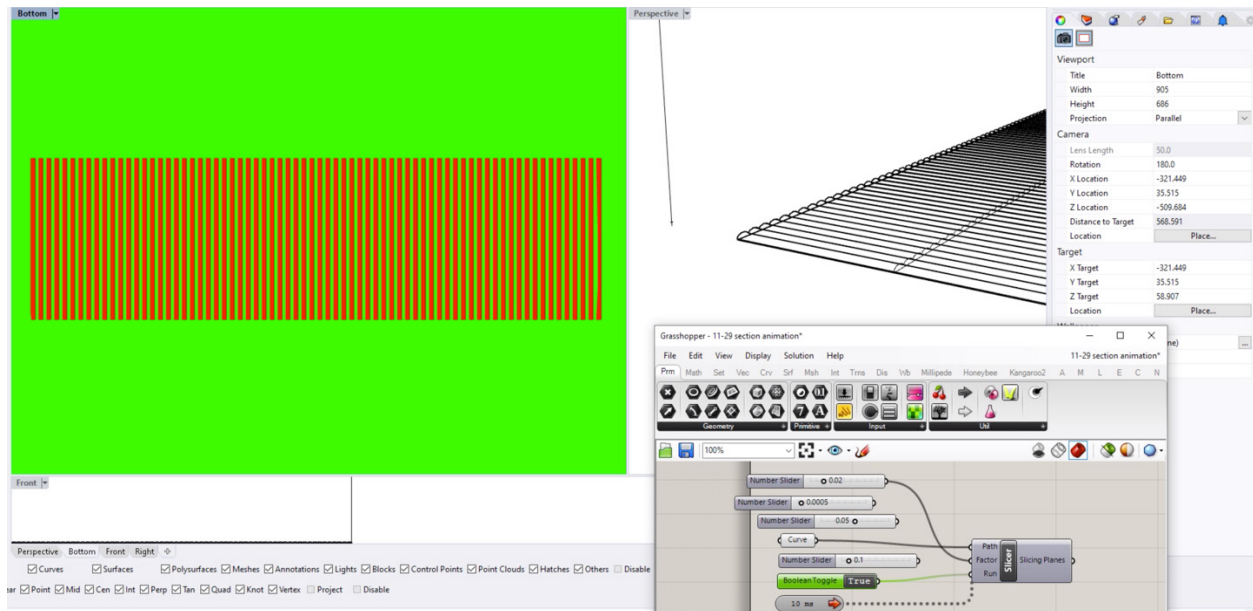 Bottom
Perspective
Viewport
Title Bottom
Width 905
Height 686
Projection Parallel
Camera
Lens Length 50.0
Rotation 180.0
X Location -321.449
Y Location 35.515
Z Location -509.684
Distance to Target 568.591
Location Place...
Target
X Target -321.449
Y Target 35.515
Z Target 58.907
Location Place...
Grasshopper - 11-29 section animation*
File Edit View Display Solution Help 11-29 section animation*
Prm Math Set Vec Crv Srf Msh Int Trns Dis Wb Millipede Honeybee Kangaroo2 A M L E C N
Geometry Primitive Input Util
100%
Number Slider 0.02
Number Slider 0.0005
Number Slider 0.05
Curve
Number Slider 0.1
Boolean Toggle True
10 ms
Path
Factor
Run
Slicer
Slicing Planes
Front
Perspective Bottom Front Right
Curves Surfaces Polysurfaces Meshes Annotations Lights Blocks Control Points Point Clouds Hatches Others Disable
Point Mid Cen Int Perp Tan Quad Knot Vertex Project Disable